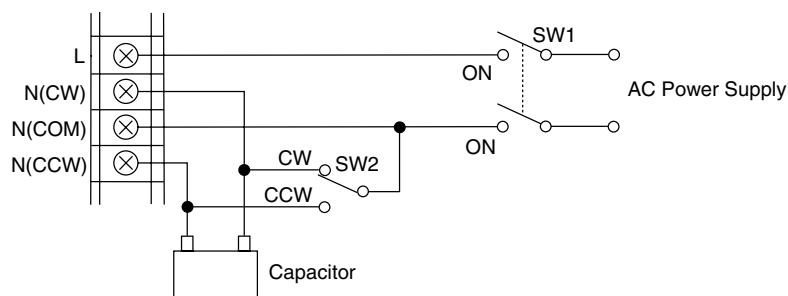 L
N(CW)
N(COM)
N(CCW)
SW1
ON
AC Power Supply
ON
CW
SW2
CCW
Capacitor